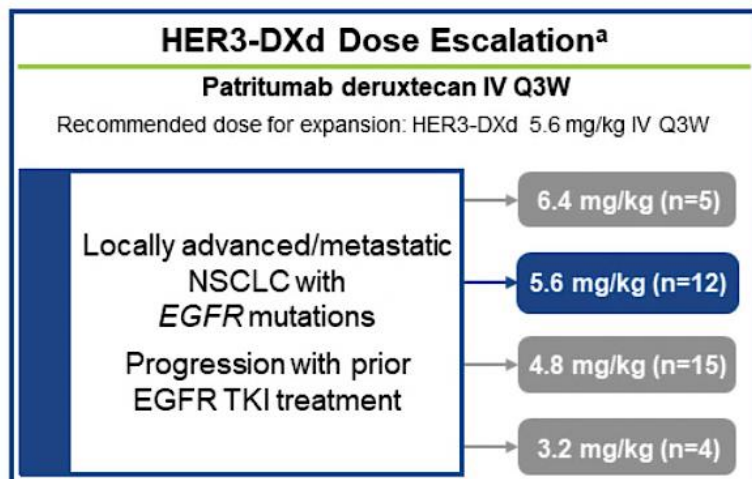 HER3-DXd Dose Escalationᵃ
Patritumab deruxtecan IV Q3W
Recommended dose for expansion: HER3-DXd 5.6 mg/kg IV Q3W
Locally advanced/metastatic
NSCLC with
EGFR mutations
Progression with prior
EGFR TKI treatment
6.4 mg/kg (n=5)
5.6 mg/kg (n=12)
4.8 mg/kg (n=15)
3.2 mg/kg (n=4)